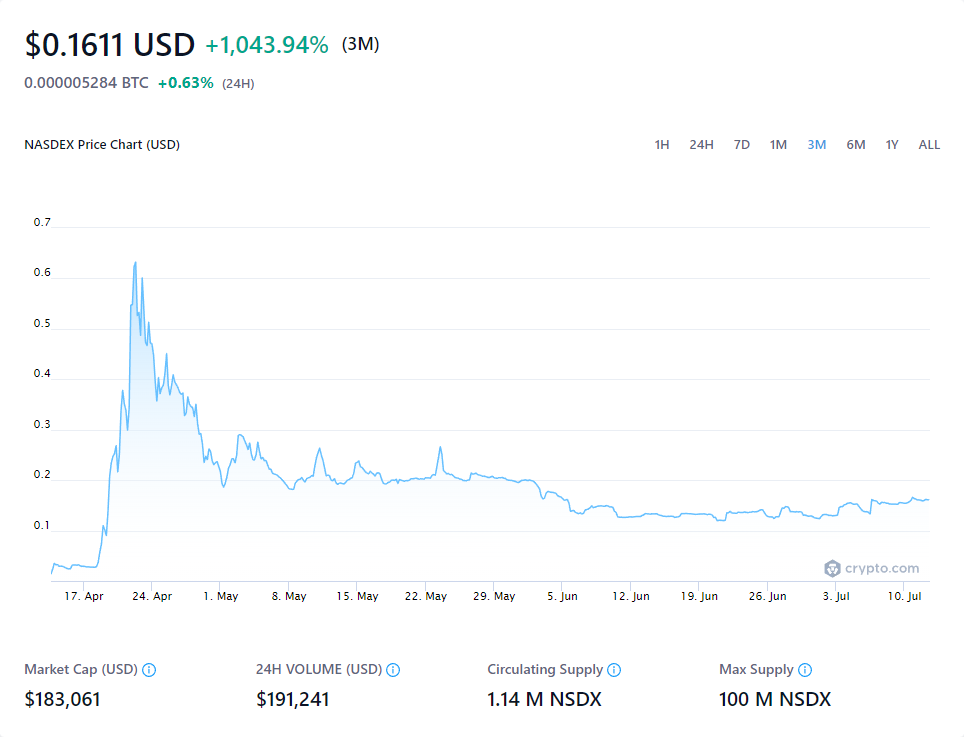 $0.1611 USD +1,043.94% (3M)
0.000005284 BTC +0.63% (24H)
NASDEX Price Chart (USD) 1H 24H 7D 1M 3M 6M 1Y ALL
0.7
0.6
0.5
0.4
0.3
0.2
0.1
crypto.com
17. Apr 24. Apr 1. May 8. May 15. May 22. May 29. May 5. Jun 12. Jun 19. Jun 26. Jun 3. Jul 10. Jul
Market Cap (USD) 24H VOLUME (USD) Circulating Supply Max Supply
$183,061 $191,241 1.14 M NSDX 100 M NSDX